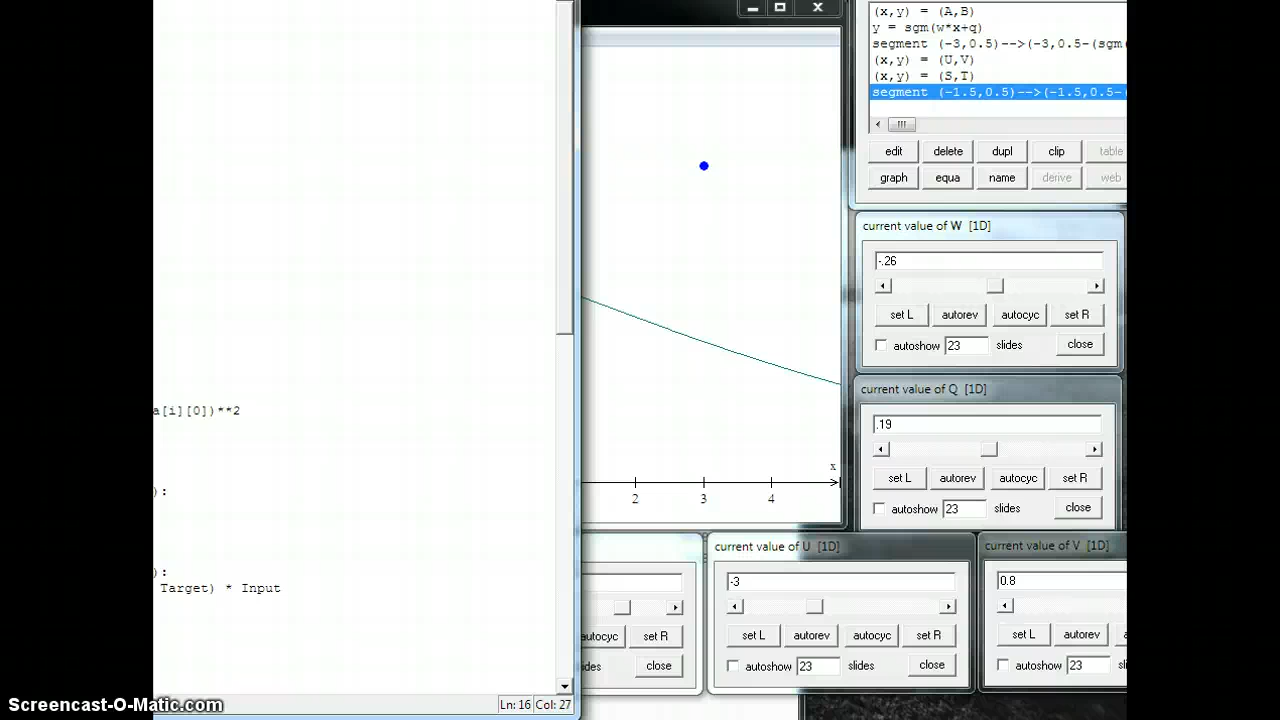 (x,y) = (A,B)
y = sgm(w*x+q)
segment (-3,0.5)-->(-3,0.5-(sgm(
(x,y) = (U,V)
(x,y) = (S,T)
segment (-1.5,0.5)-->(-1.5,0.5-(
edit delete dupl clip table
graph equa name derive web
current value of W [1D]
-.26
set L autorev autocyc set R
autoshow 23 slides close
current value of Q [1D]
.19
set L autorev autocyc set R
autoshow 23 slides close
x
2 3 4
a[i][0])**2
):
):
Target) * Input
autocyc set R
ides close
current value of U [1D]
-3
set L autorev autocyc set R
autoshow 23 slides close
current value of V [1D]
0.8
set L autorev a
autoshow 23 sli
Ln: 16 Col: 27
Screencast-O-Matic.com